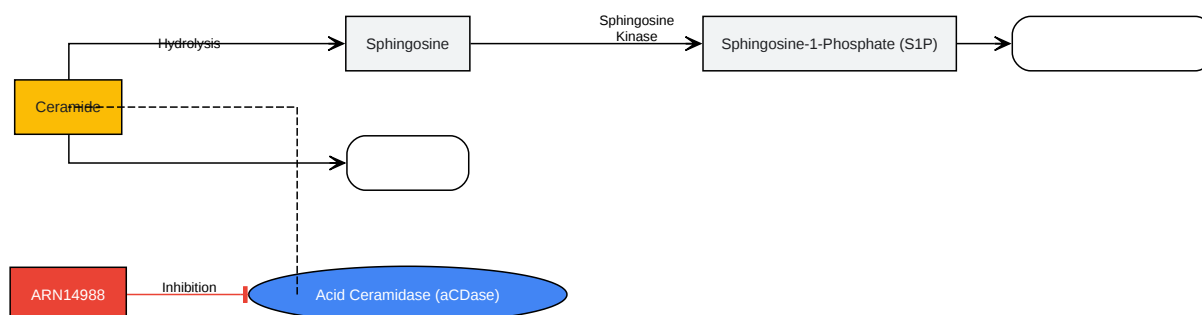 Sphingosine
Kinase
Hydrolysis
Sphingosine
Sphingosine-1-Phosphate (S1P)
Ceramide
ARN14988
Inhibition
Acid Ceramidase (aCDase)